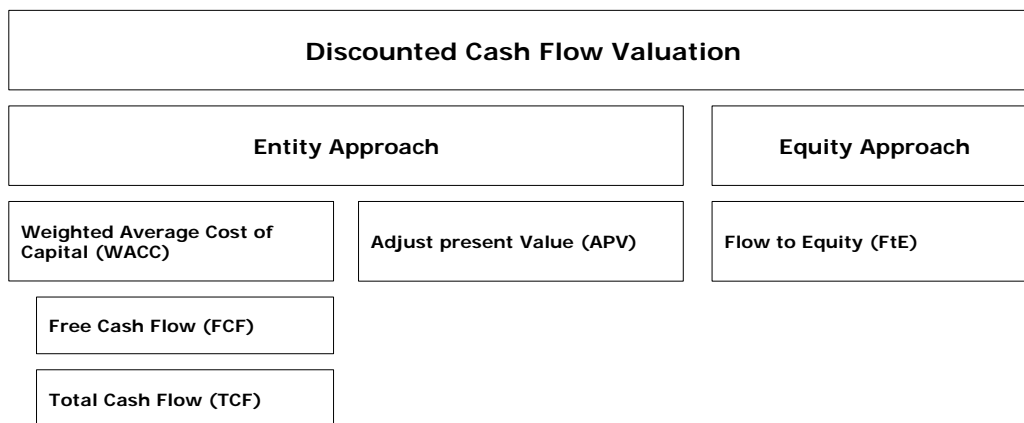 Discounted Cash Flow Valuation
Entity Approach
Equity Approach
Weighted Average Cost of
Capital (WACC)
Adjust present Value (APV)
Flow to Equity (FtE)
Free Cash Flow (FCF)
Total Cash Flow (TCF)